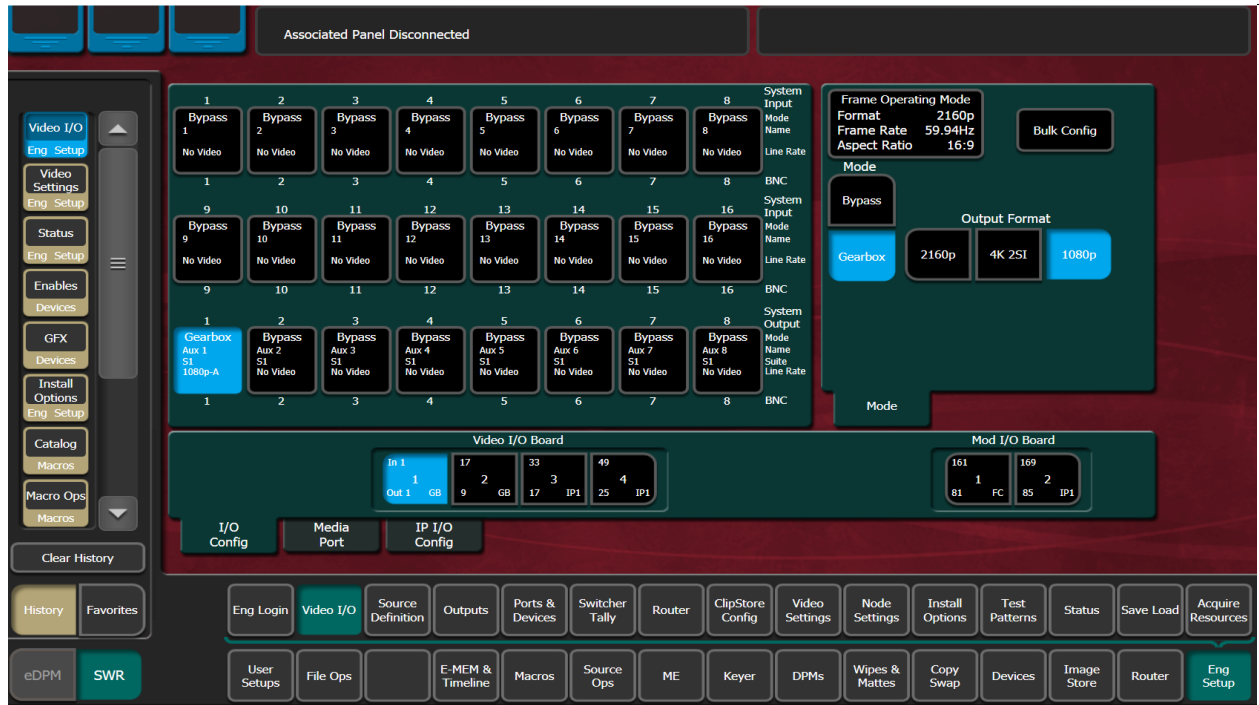 Associated Panel Disconnected
Video I/O
Eng Setup
Video
Settings
Eng Setup
Status
Eng Setup
Enables
Devices
GFX
Devices
Install
Options
Eng Setup
Catalog
Macros
Macro Ops
Macros
Clear History
History Favorites
eDPM SWR
1 2 3 4 5 6 7 8 System
Input
Bypass Bypass Bypass Bypass Bypass Bypass Bypass Bypass Mode
1 2 3 4 5 6 7 8 Name
No Video No Video No Video No Video No Video No Video No Video No Video Line Rate
1 2 3 4 5 6 7 8 BNC
9 10 11 12 13 14 15 16 System
Input
Bypass Bypass Bypass Bypass Bypass Bypass Bypass Bypass Mode
9 10 11 12 13 14 15 16 Name
No Video No Video No Video No Video No Video No Video No Video No Video Line Rate
9 10 11 12 13 14 15 16 BNC
1 2 3 4 5 6 7 8 System
Output
Gearbox Bypass Bypass Bypass Bypass Bypass Bypass Bypass Mode
Aux 1 Aux 2 Aux 3 Aux 4 Aux 5 Aux 6 Aux 7 Aux 8 Name
S1 S1 S1 S1 S1 S1 S1 S1 Suite
1080p-A No Video No Video No Video No Video No Video No Video No Video Line Rate
1 2 3 4 5 6 7 8 BNC
Frame Operating Mode
Format 2160p
Frame Rate 59.94Hz
Aspect Ratio 16:9
Bulk Config
Mode
Bypass
Gearbox
Output Format
2160p 4K 2SI 1080p
Mode
Video I/O Board
In 1 17 33 49
1 2 3 4
Out 1 GB 9 GB 17 IP1 25 IP1
Mod I/O Board
161 169
1 2
81 FC 85 IP1
I/O
Config
Media
Port
IP I/O
Config
Eng Login
Video I/O
Source
Definition
Outputs
Ports &
Devices
Switcher
Tally
Router
ClipStore
Config
Video
Settings
Node
Settings
Install
Options
Test
Patterns
Status
Save Load
Acquire
Resources
User
Setups
File Ops
E-MEM &
Timeline
Macros
Source
Ops
ME
Keyer
DPMs
Wipes &
Mattes
Copy
Swap
Devices
Image
Store
Router
Eng
Setup